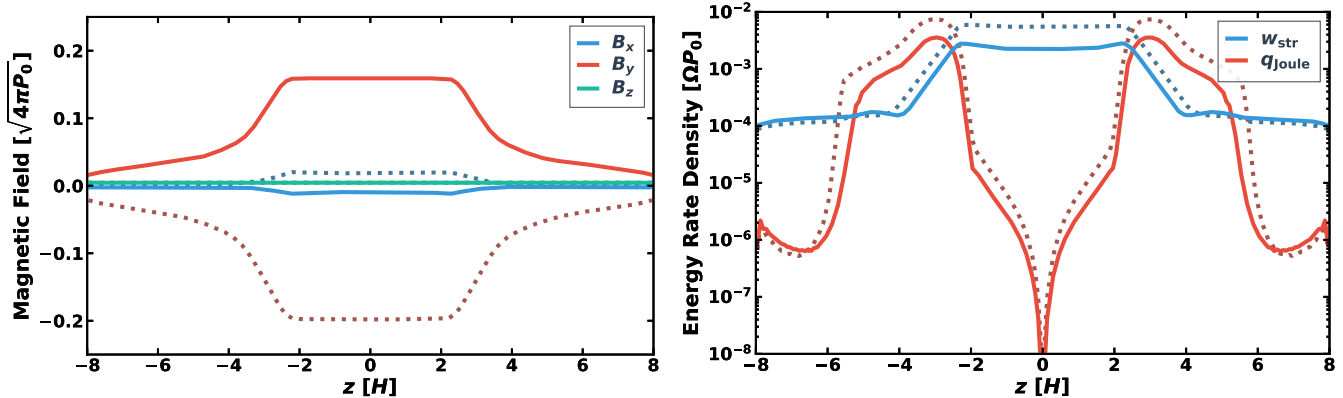 Magnetic Field [√4πP₀]
0.2
0.1
0.0
−0.1
−0.2
−8 −6 −4 −2 0 2 4 6 8
z [H]
Bₓ
B_y
B_z
Energy Rate Density [ΩP₀]
10⁻²
10⁻³
10⁻⁴
10⁻⁵
10⁻⁶
10⁻⁷
10⁻⁸
−8 −6 −4 −2 0 2 4 6 8
z [H]
w_str
q_Joule